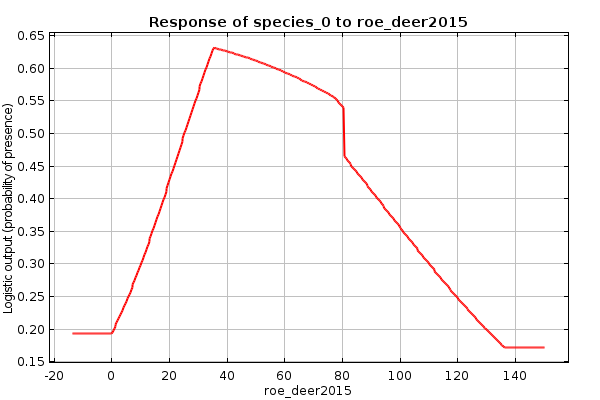 Response of species_0 to roe_deer2015
Logistic output (probability of presence)
0.65
0.60
0.55
0.50
0.45
0.40
0.35
0.30
0.25
0.20
0.15
-20 0 20 40 60 80 100 120 140
roe_deer2015